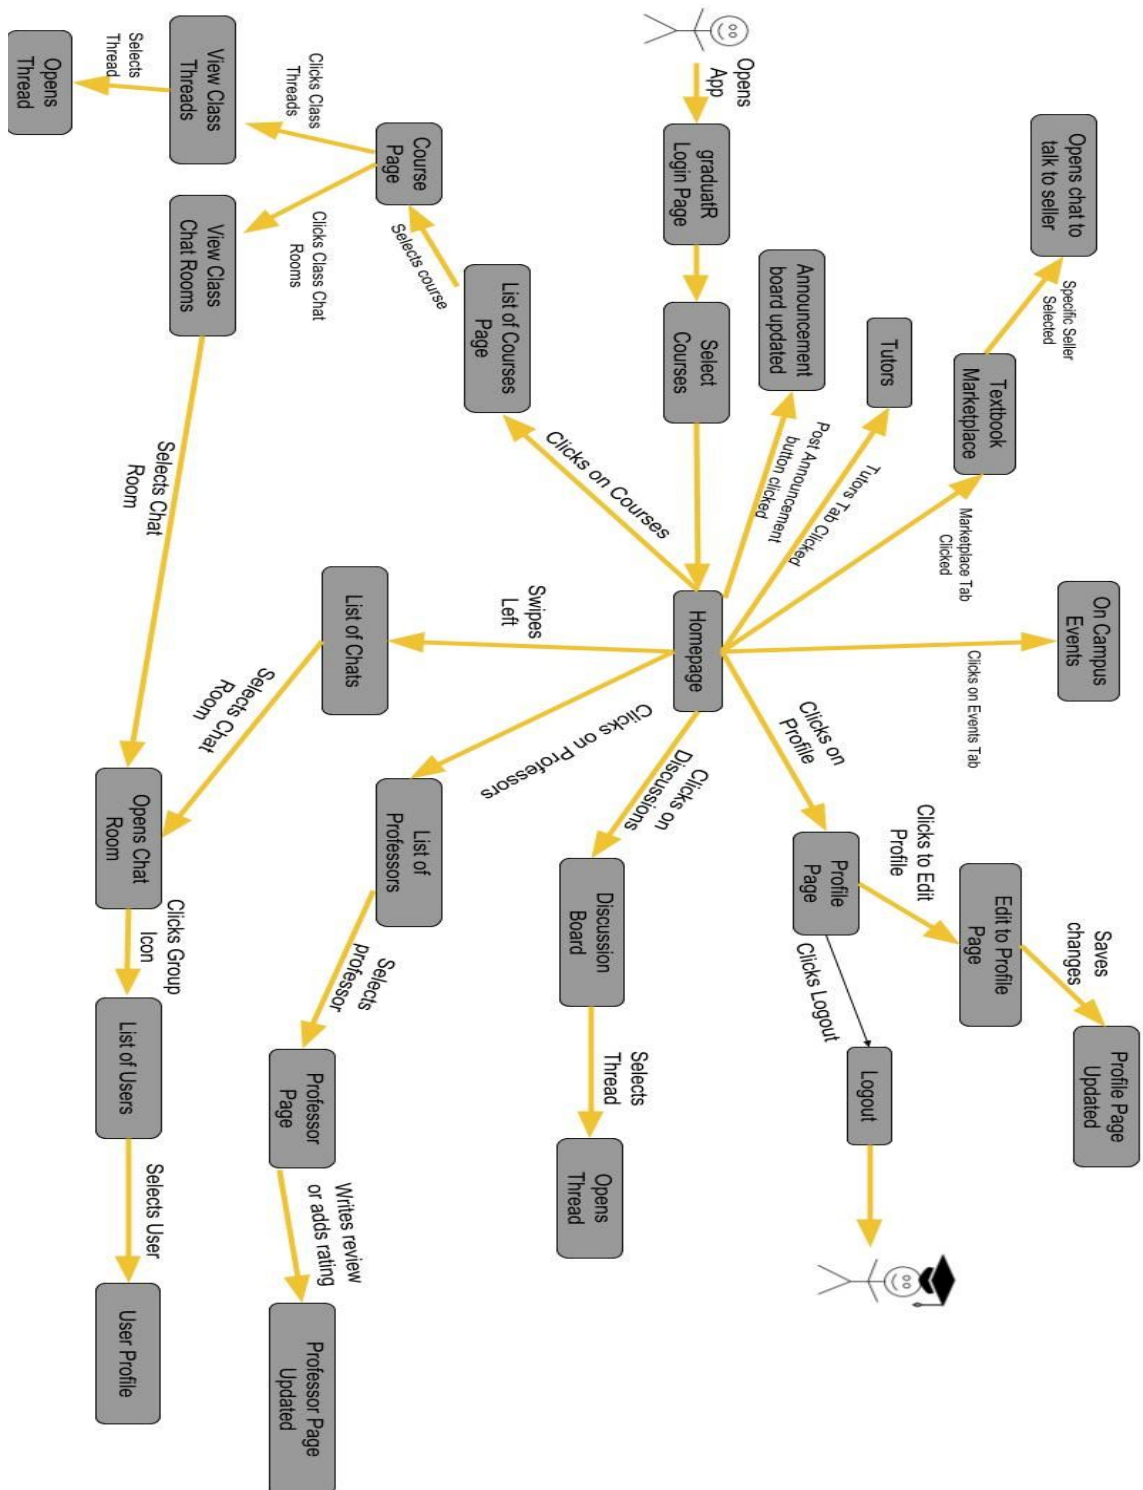 Opens
App
graduatR
Login Page
Select
Courses
Homepage
Opens chat to
talk to seller
Specific Seller
Selected
Textbook
Marketplace
Marketplace Tab
Clicked
On Campus
Events
Clicks on Events Tab
Tutors
Tutors Tab Clicked
Announcement
board updated
Post Announcement
button clicked
Clicks on
Profile
Profile
Page
Clicks to Edit
Profile
Edit to Profile
Page
Saves
changes
Profile Page
Updated
Clicks Logout
Logout
Clicks on
Discussions
Discussion
Board
Selects
Thread
Opens
Thread
Clicks on Professors
List of
Professors
Selects
professor
Professor
Page
Writes review
or adds rating
Professor Page
Updated
Swipes
Left
List of Chats
Selects Chat
Room
Clicks on Courses
List of Courses
Page
Selects course
Course
Page
Clicks Class
Threads
View Class
Threads
Selects
Thread
Opens
Thread
Clicks Class Chat
Rooms
View Class
Chat Rooms
Selects Chat
Room
Opens Chat
Room
Clicks Group
Icon
List of Users
Selects User
User Profile